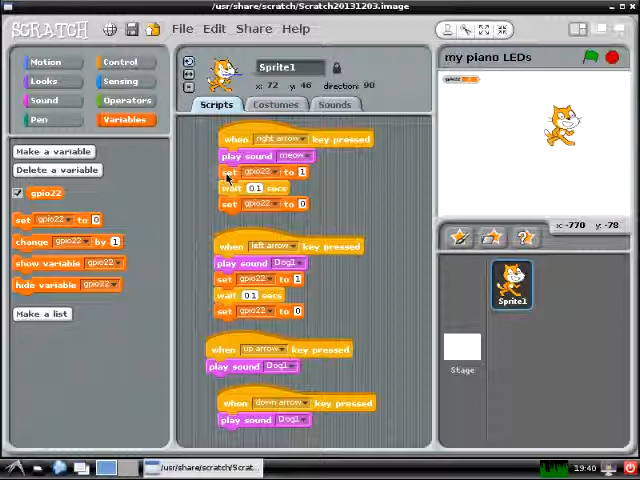 /usr/share/scratch/Scratch20131203.image
SCRATCH File Edit Share Help
Motion Control
Looks Sensing
Sound Operators
Pen Variables
Make a variable
Delete a variable
gpio22
set gpio22 to 0
change gpio22 by 1
show variable gpio22
hide variable gpio22
Make a list
Sprite1
x: 72 y: 46 direction: 90
Scripts Costumes Sounds
when right arrow key pressed
play sound meow
set gpio22 to 1
wait 0.1 secs
set gpio22 to 0
when left arrow key pressed
play sound Dog1
set gpio22 to 1
wait 0.1 secs
set gpio22 to 0
when up arrow key pressed
play sound Dog1
when down arrow key pressed
play sound Dog1
my piano LEDs
gpio22
x: -770 y: -78
Sprite1
Stage
/usr/share/scratch/Scrat...
19:40